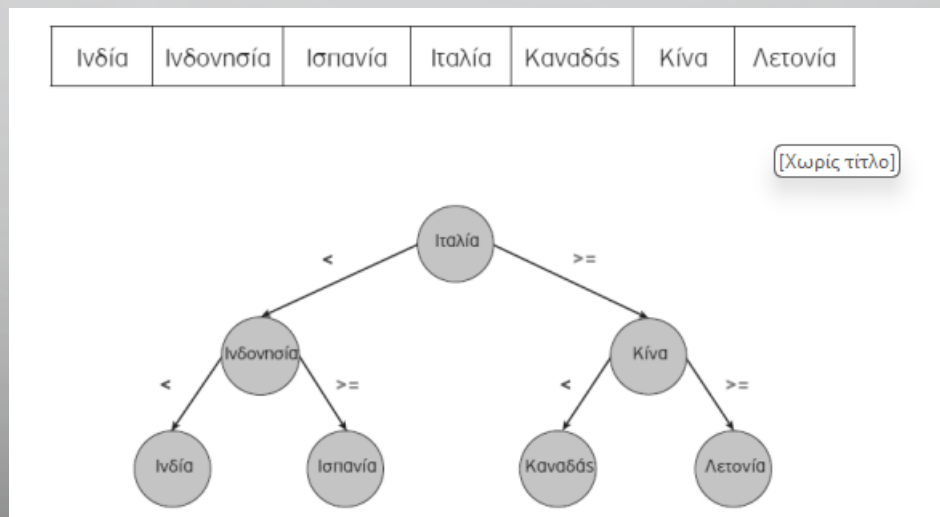 Ινδία Ινδονησία Ισπανία Ιταλία Καναδάς Κίνα Λετονία
[Χωρίς τίτλο]
Ιταλία
< >=
Ινδονησία Κίνα
< >= < >=
Ινδία Ισπανία Καναδάς Λετονία